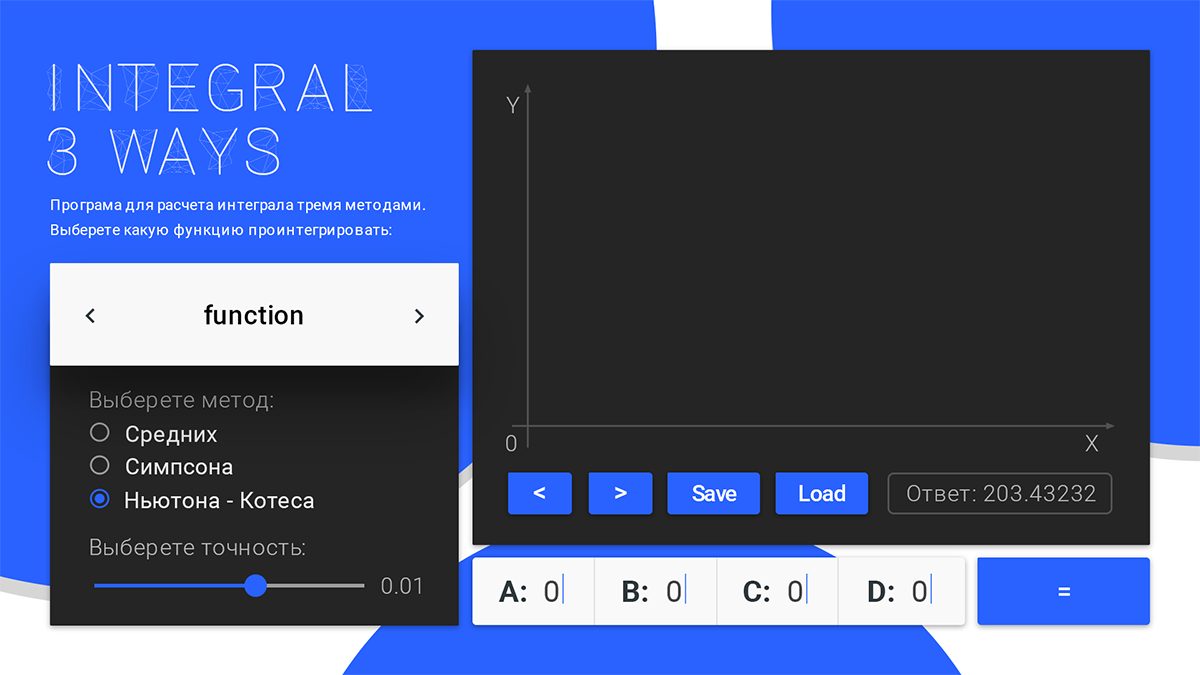 INTEGRAL
3 WAYS
Програма для расчета интеграла тремя методами.
Выберете какую функцию проинтегрировать:
< function >
Выберете метод:
Средних
Симпсона
Ньютона - Котеса
Выберете точность:
0.01
Y
0
X
< > Save Load Ответ: 203.43232
A: 0 B: 0 C: 0 D: 0 =